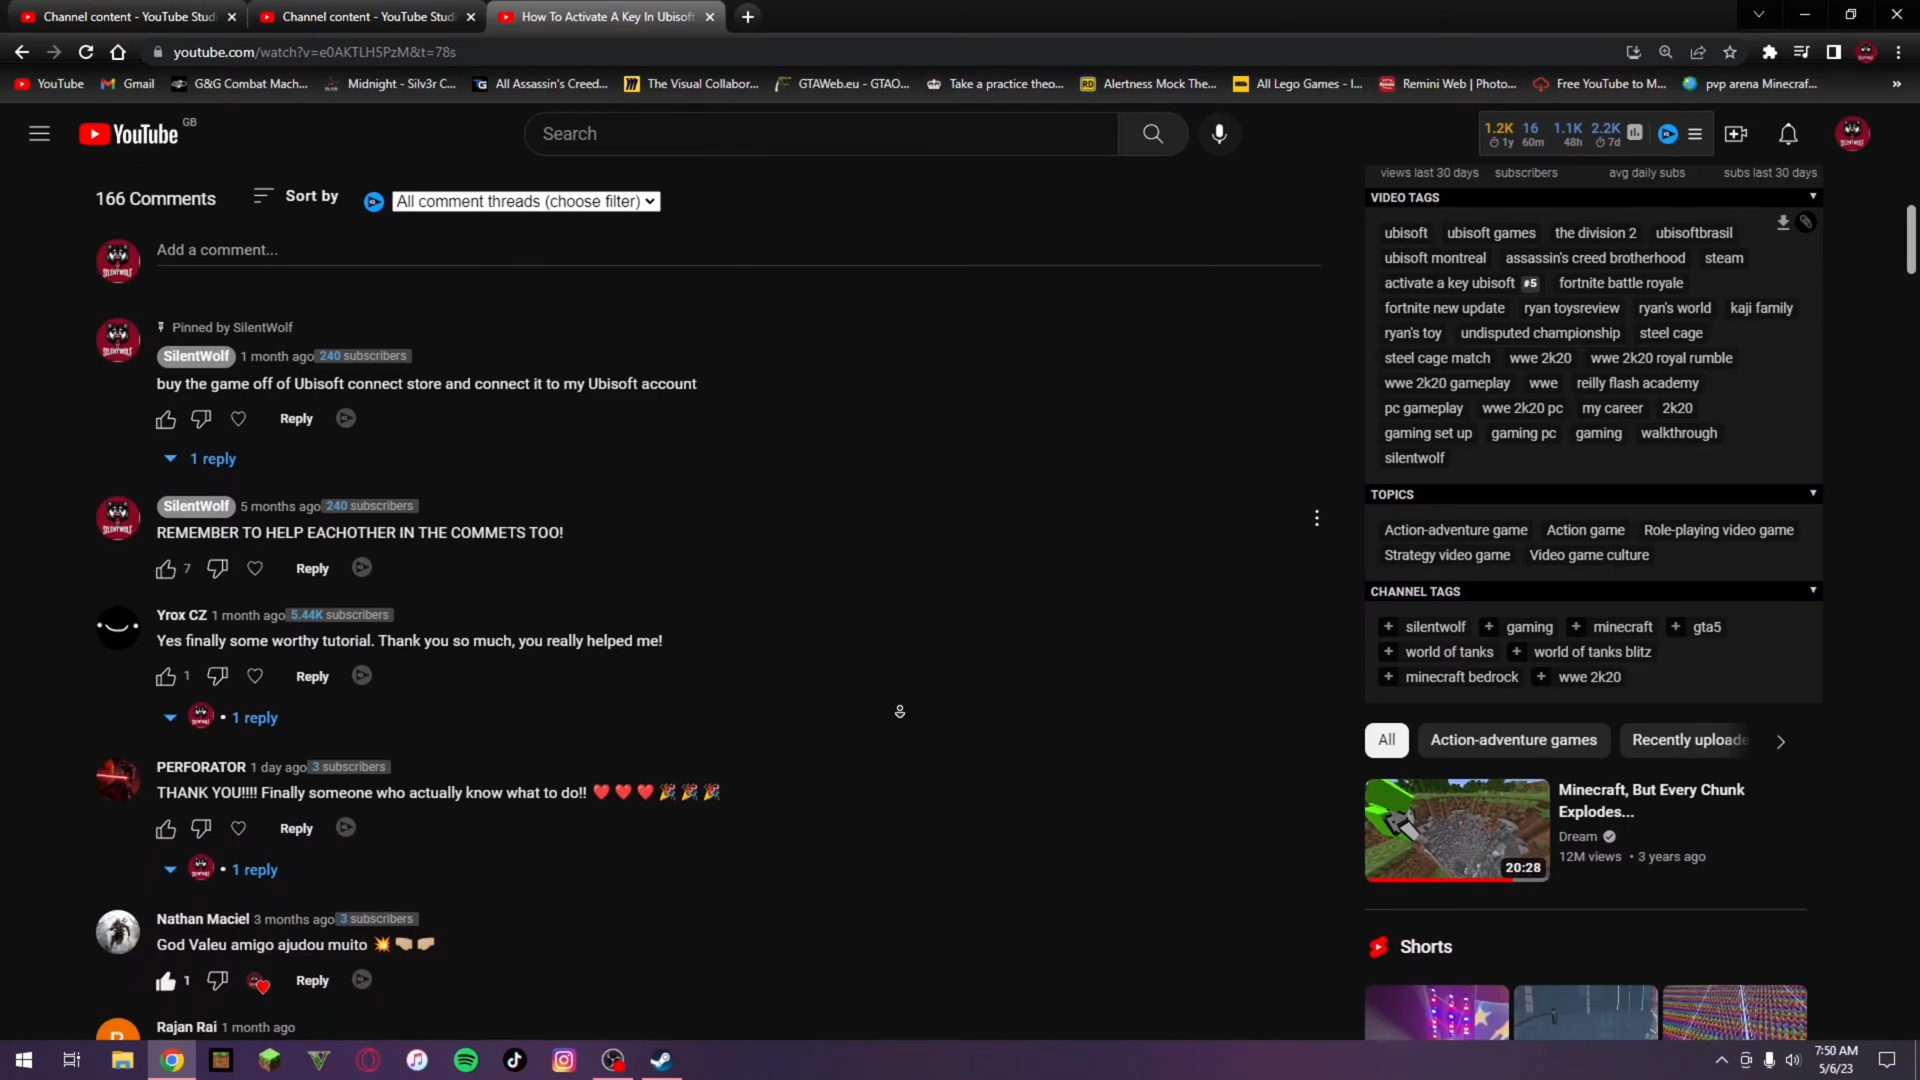 Channel content - YouTube Studi
Channel content - YouTube Studi
How To Activate A Key In Ubisoft
youtube.com/watch?v=e0AKTLH5PzM&t=78s
YouTube
Gmail
G&G Combat Mach...
Midnight - Silv3r C...
All Assassin's Creed...
The Visual Collabor...
GTAWeb.eu - GTAO...
Take a practice theo...
Alertness Mock The...
All Lego Games - I...
Remini Web | Photo...
Free YouTube to M...
pvp arena Minecraf...
YouTube GB
Search
1.2K 16 1.1K 2.2K
1y 60m 48h 7d
166 Comments
Sort by
All comment threads (choose filter)
Add a comment...
Pinned by SilentWolf
SilentWolf 1 month ago 240 subscribers
buy the game off of Ubisoft connect store and connect it to my Ubisoft account
Reply
1 reply
SilentWolf 5 months ago 240 subscribers
REMEMBER TO HELP EACHOTHER IN THE COMMETS TOO!
7 Reply
Yrox CZ 1 month ago 5.44K subscribers
Yes finally some worthy tutorial. Thank you so much, you really helped me!
1 Reply
• 1 reply
PERFORATOR 1 day ago 3 subscribers
THANK YOU!!!! Finally someone who actually know what to do!! ❤️ ❤️ ❤️ 🎉 🎉 🎉
Reply
• 1 reply
Nathan Maciel 3 months ago 3 subscribers
God Valeu amigo ajudou muito 💥 🤜🏼 🤛🏼
1 Reply
Rajan Rai 1 month ago
views last 30 days subscribers avg daily subs subs last 30 days
VIDEO TAGS
ubisoft ubisoft games the division 2 ubisoftbrasil
ubisoft montreal assassin's creed brotherhood steam
activate a key ubisoft #5 fortnite battle royale
fortnite new update ryan toysreview ryan's world kaji family
ryan's toy undisputed championship steel cage
steel cage match wwe 2k20 wwe 2k20 royal rumble
wwe 2k20 gameplay wwe reilly flash academy
pc gameplay wwe 2k20 pc my career 2k20
gaming set up gaming pc gaming walkthrough
silentwolf
TOPICS
Action-adventure game Action game Role-playing video game
Strategy video game Video game culture
CHANNEL TAGS
+ silentwolf + gaming + minecraft + gta5
+ world of tanks + world of tanks blitz
+ minecraft bedrock + wwe 2k20
All Action-adventure games Recently uploade
Minecraft, But Every Chunk
Explodes...
Dream
12M views • 3 years ago
20:28
Shorts
7:50 AM
5/6/23